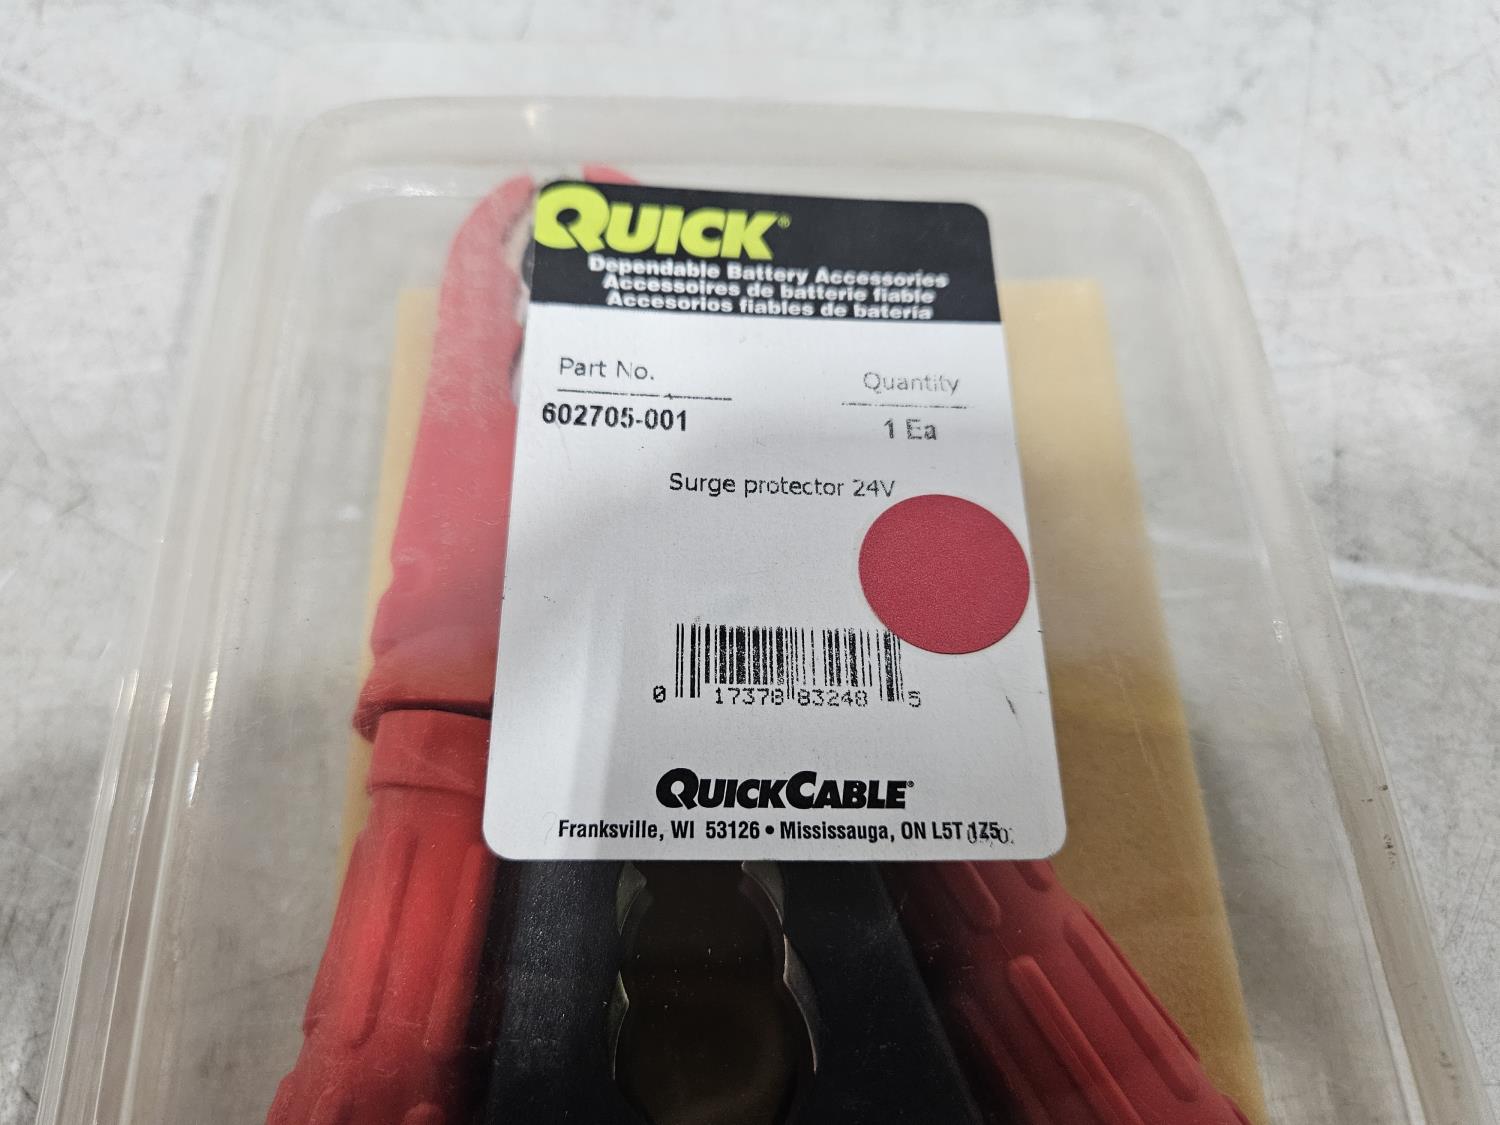 QUICK®
Dependable Battery Accessories
Accessoires de batterie fiable
Accesorios fiables de batería
Part No.
Quantity
602705-001
1 Ea
Surge protector 24V
0 17378 83248 5
QUICKCABLE®
Franksville, WI 53126 • Mississauga, ON L5T 1Z5